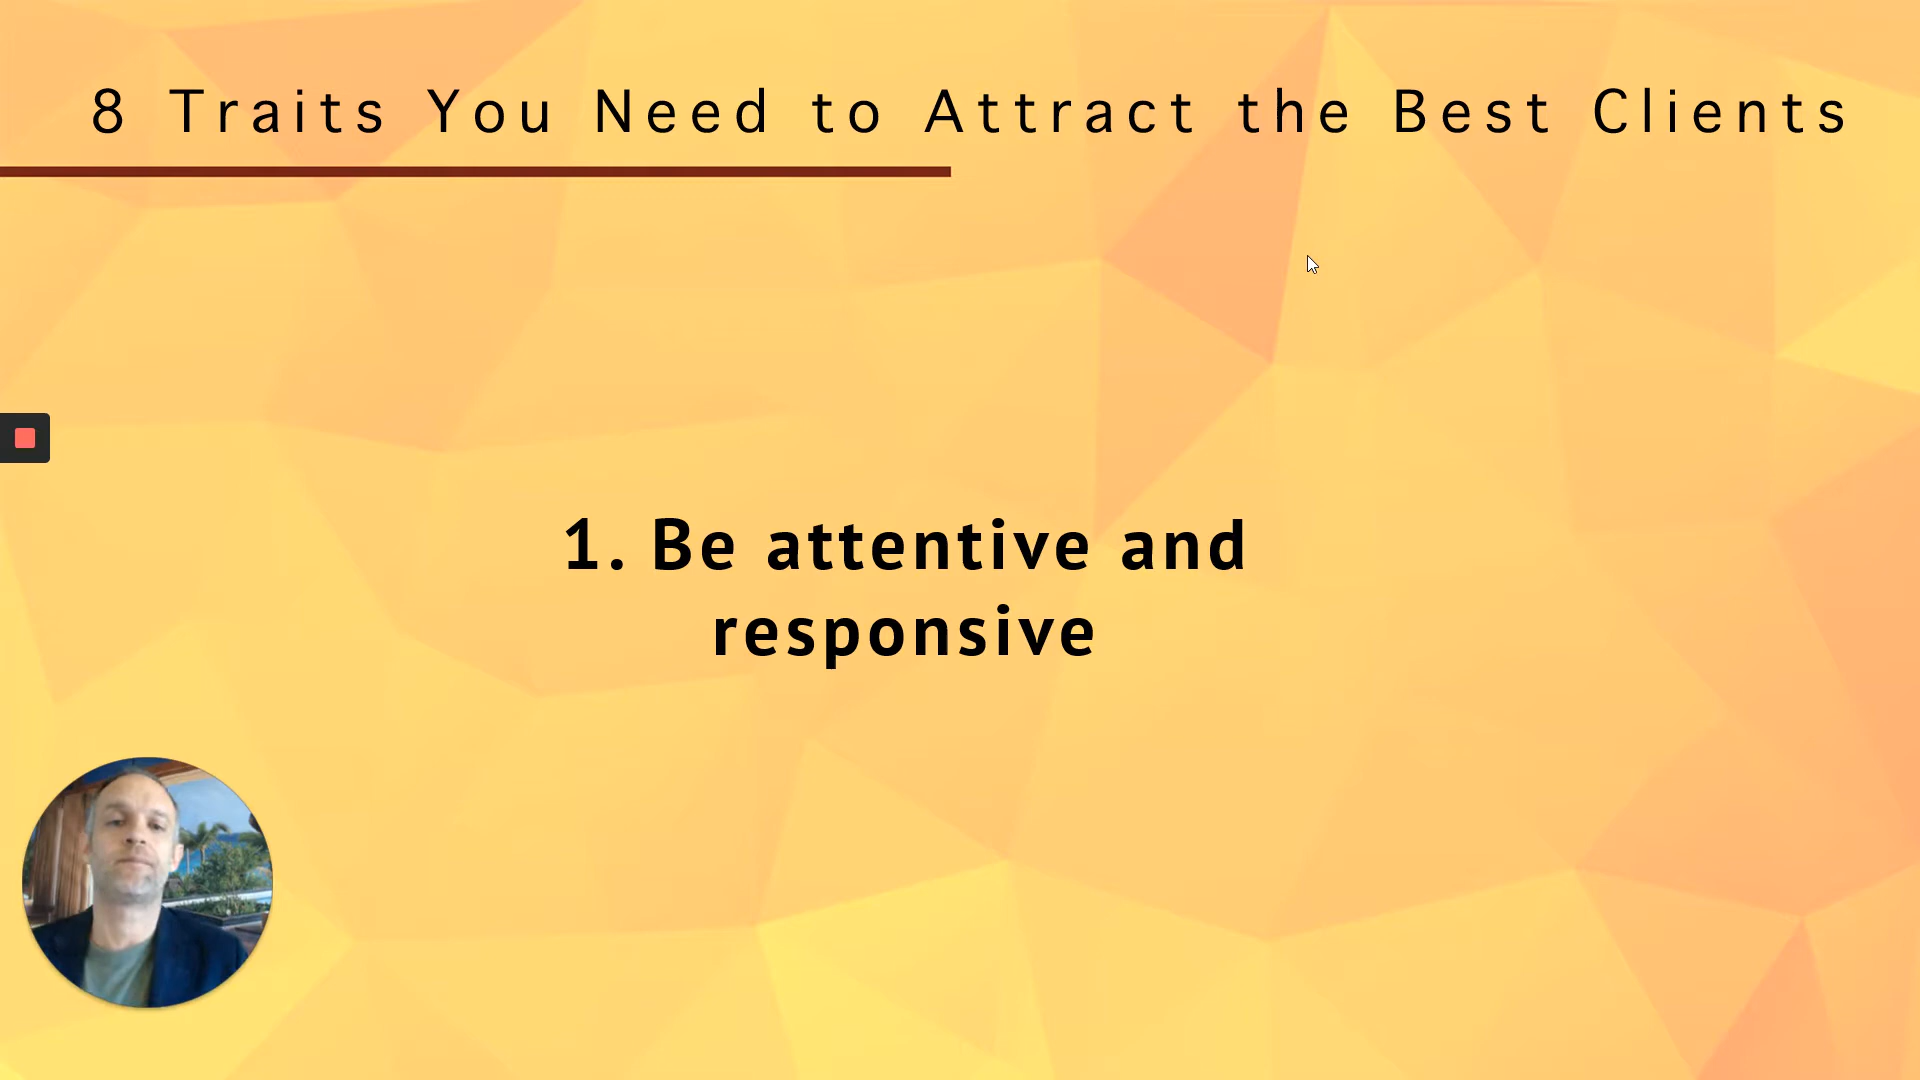 8 Traits You Need to Attract the Best Clients
1. Be attentive and
responsive